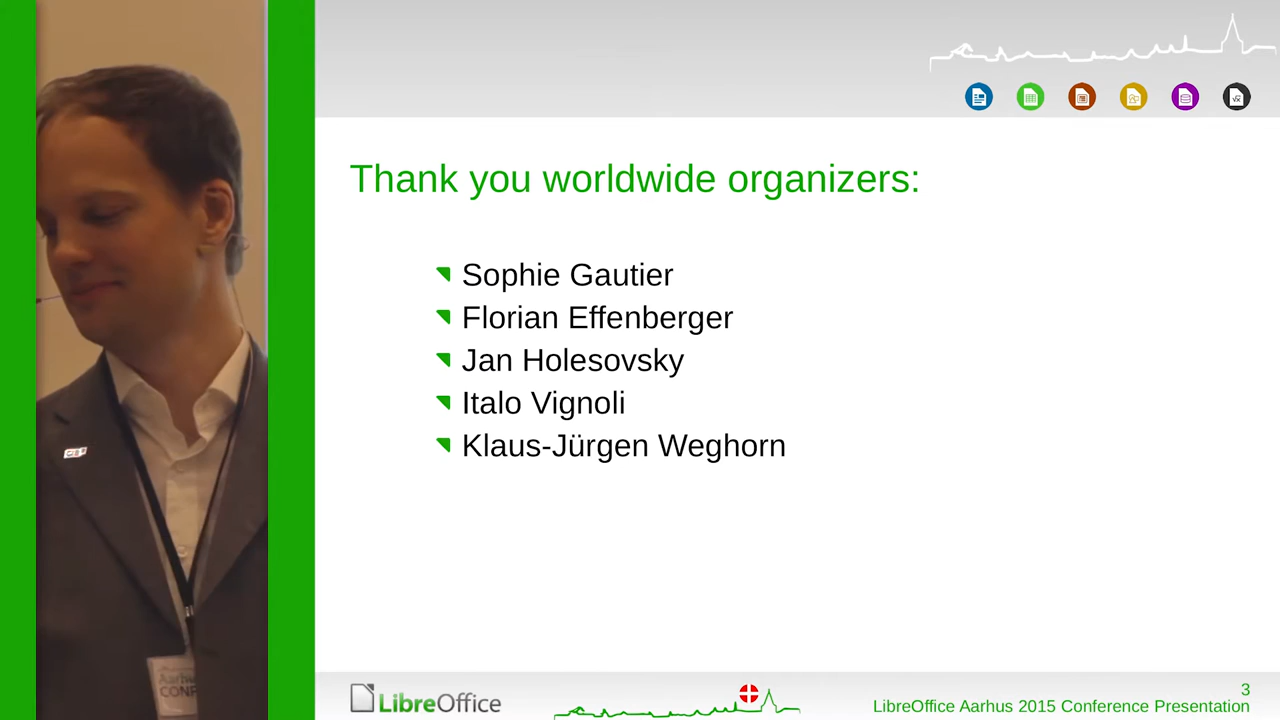 Thank you worldwide organizers:
Sophie Gautier
Florian Effenberger
Jan Holesovsky
Italo Vignoli
Klaus-Jürgen Weghorn
CONF
LibreOffice
3
LibreOffice Aarhus 2015 Conference Presentation